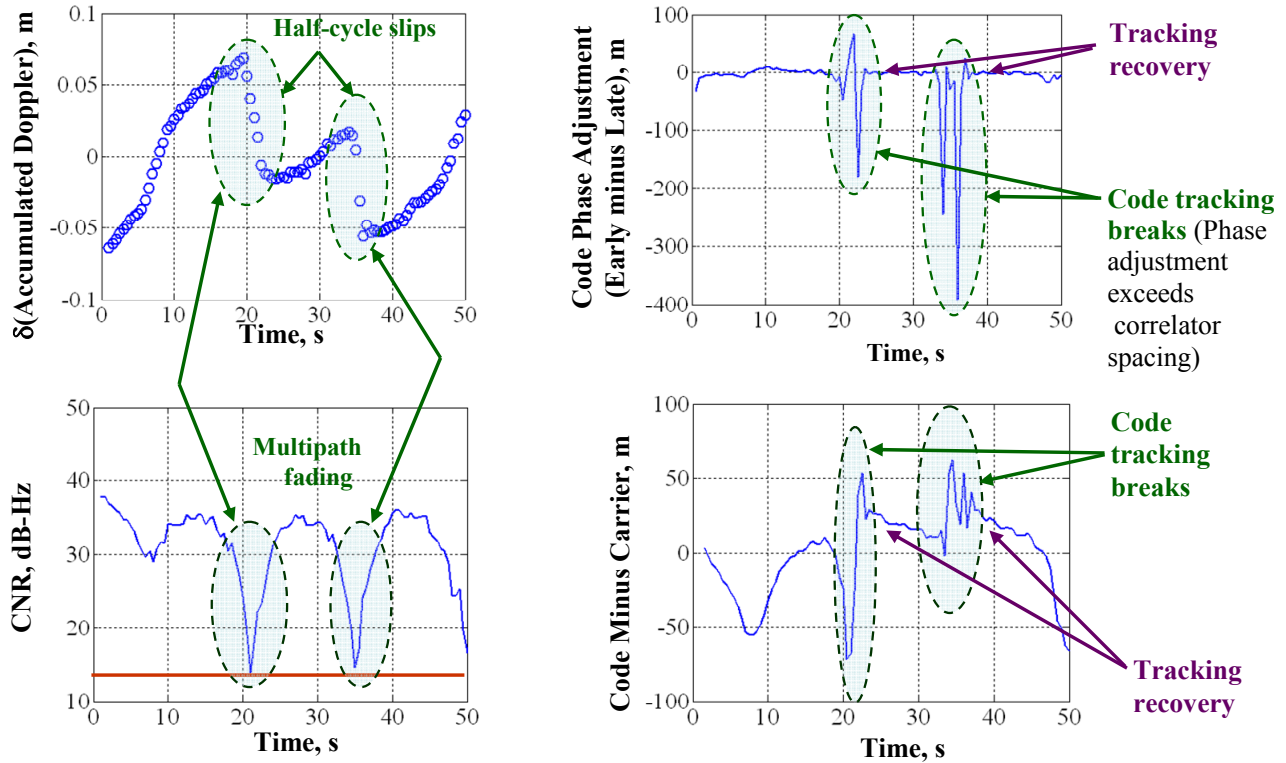 δ(Accumulated Doppler), m
0.1
0.05
0
-0.05
-0.1
Half-cycle slips
0 10 20 30 40 50
Time, s
Code Phase Adjustment
(Early minus Late), m
100
0
-100
-200
-300
-400
0 10 20 30 40 50
Time, s
Tracking
recovery
Code tracking
breaks (Phase
adjustment
exceeds
correlator
spacing)
CNR, dB-Hz
50
40
30
20
10
Multipath
fading
0 10 20 30 40 50
Time, s
Code Minus Carrier, m
100
50
0
-50
-100
0 10 20 30 40 50
Time, s
Code
tracking
breaks
Tracking
recovery